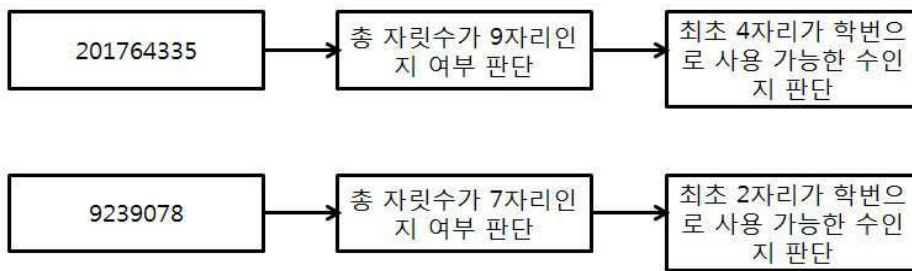 201764335
총 자릿수가 9자리인
지 여부 판단
최초 4자리가 학번으
로 사용 가능한 수인
지 판단
9239078
총 자릿수가 7자리인
지 여부 판단
최초 2자리가 학번으
로 사용 가능한 수인
지 판단